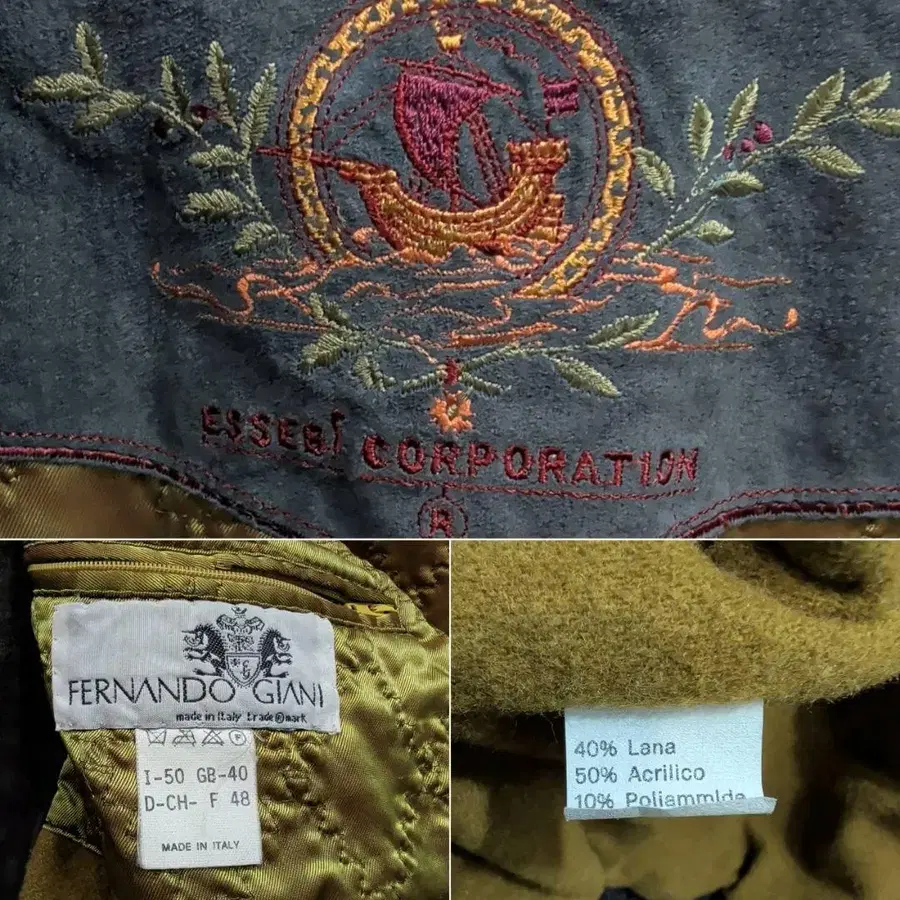 ESSEBÍ CORPORATION
R
FERNANDO GIANI
made in Italy trade®mark
P
I-50 GB-40
D-CH- F 48
MADE IN ITALY
40% Lana
50% Acrilico
10% Poliammide